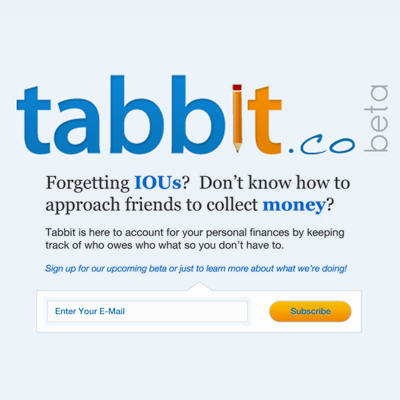 tabbit.co beta
Forgetting IOUs? Don’t know how to
approach friends to collect money?
Tabbit is here to account for your personal finances by keeping
track of who owes who what so you don’t have to.
Sign up for our upcoming beta or just to learn more about what we’re doing!
Enter Your E-Mail
Subscribe